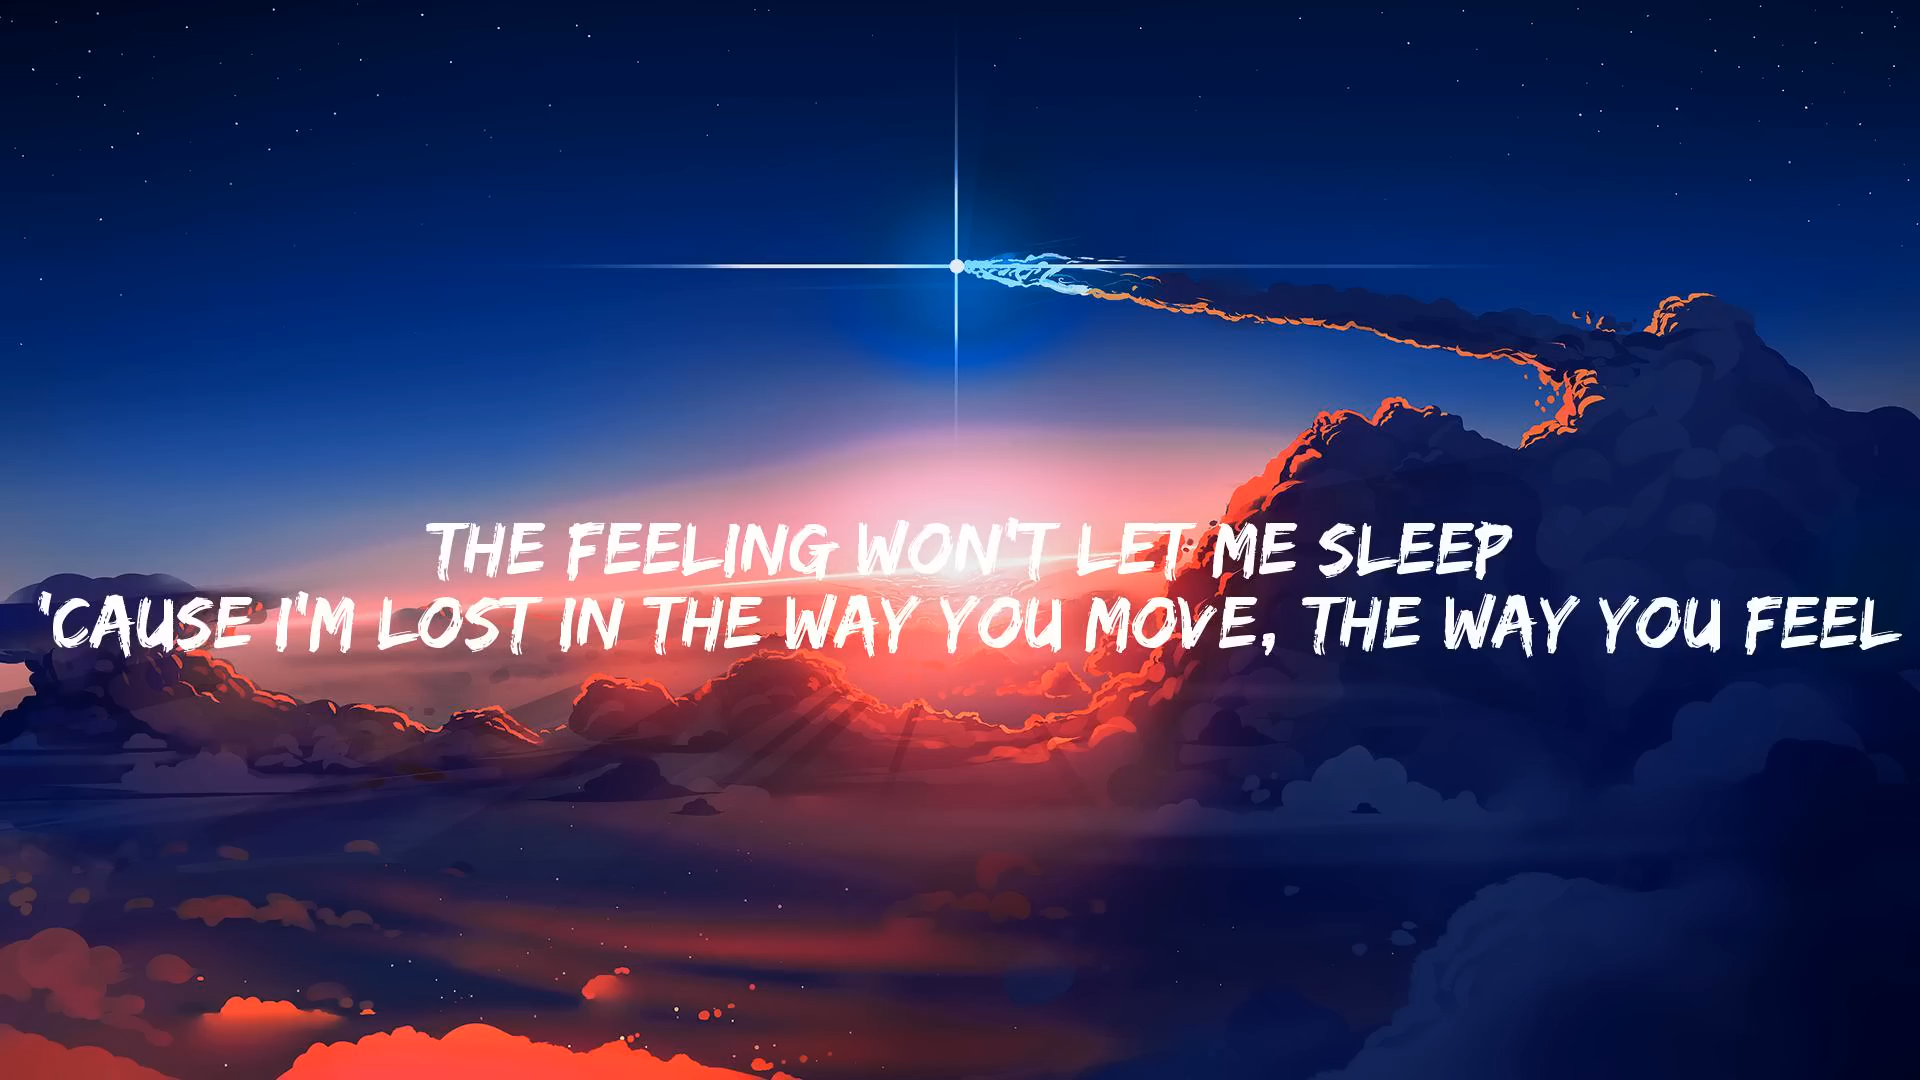 THE FEELING WON'T LET ME SLEEP
'CAUSE I'M LOST IN THE WAY YOU MOVE, THE WAY YOU FEEL